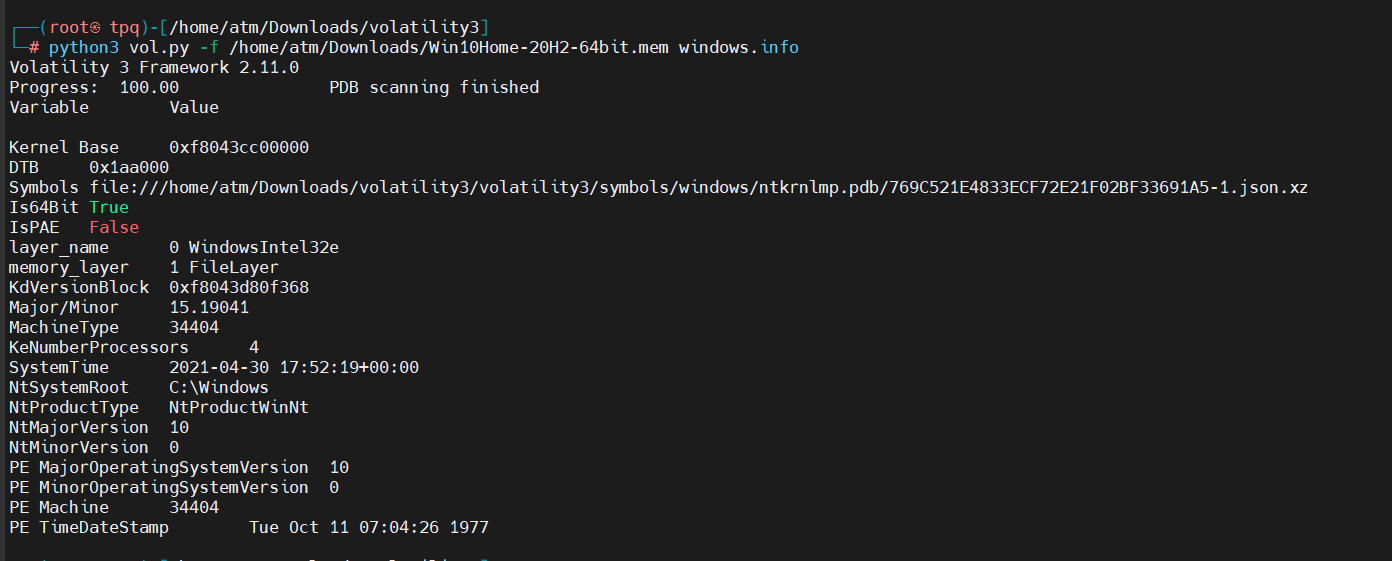 ┌──(root㉿ tpq)-[/home/atm/Downloads/volatility3]
└─# python3 vol.py -f /home/atm/Downloads/Win10Home-20H2-64bit.mem windows.info
Volatility 3 Framework 2.11.0
Progress:  100.00               PDB scanning finished
Variable        Value

Kernel Base     0xf8043cc00000
DTB     0x1aa000
Symbols file:///home/atm/Downloads/volatility3/volatility3/symbols/windows/ntkrnlmp.pdb/769C521E4833ECF72E21F02BF33691A5-1.json.xz
Is64Bit True
IsPAE   False
layer_name      0 WindowsIntel32e
memory_layer    1 FileLayer
KdVersionBlock  0xf8043d80f368
Major/Minor     15.19041
MachineType     34404
KeNumberProcessors      4
SystemTime      2021-04-30 17:52:19+00:00
NtSystemRoot    C:\Windows
NtProductType   NtProductWinNt
NtMajorVersion  10
NtMinorVersion  0
PE MajorOperatingSystemVersion  10
PE MinorOperatingSystemVersion  0
PE Machine      34404
PE TimeDateStamp        Tue Oct 11 07:04:26 1977